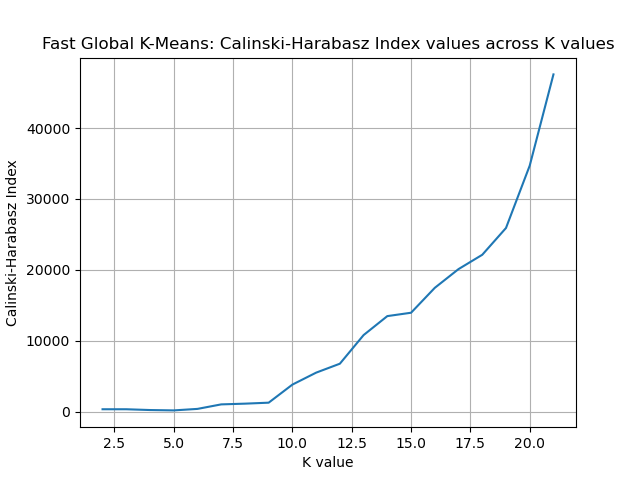 Fast Global K-Means: Calinski-Harabasz Index values across K values
Calinski-Harabasz Index
40000
30000
20000
10000
0
2.5 5.0 7.5 10.0 12.5 15.0 17.5 20.0
K value